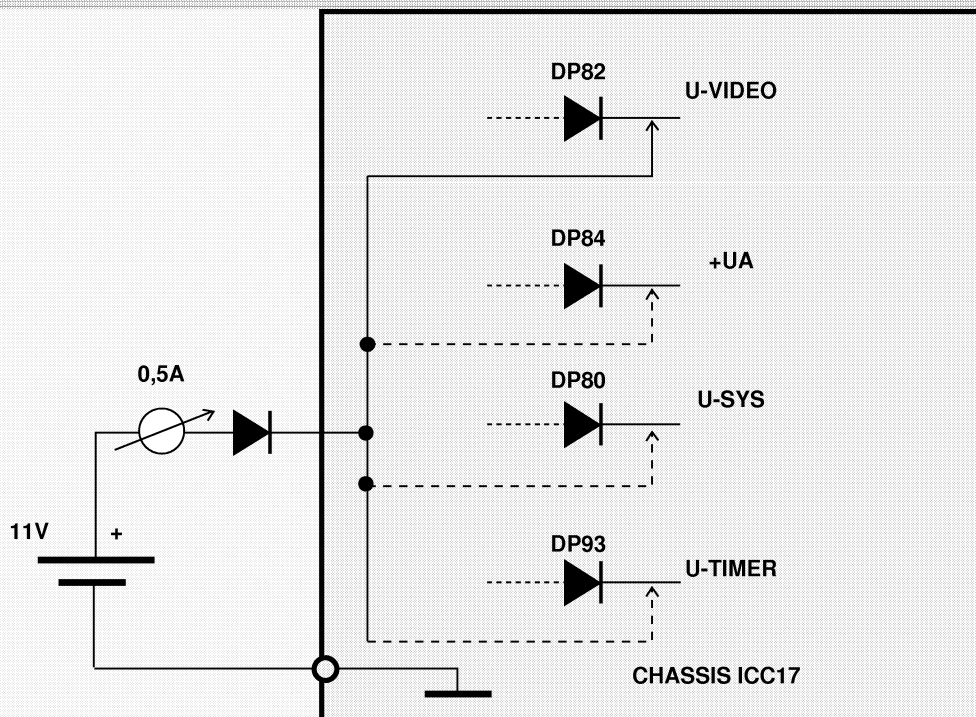 DP82
U-VIDEO
DP84
+UA
0,5A
DP80
U-SYS
11V
+
DP93
U-TIMER
CHASSIS ICC17